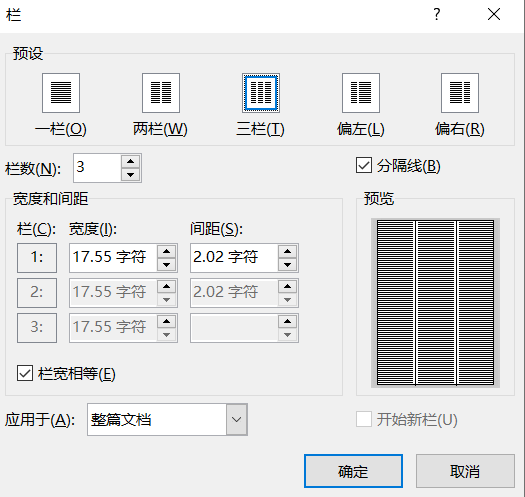 栏
?
预设
一栏(O) 两栏(W) 三栏(T) 偏左(L) 偏右(R)
栏数(N): 3 分隔线(B)
宽度和间距 预览
栏(C): 宽度(I): 间距(S):
1: 17.55 字符 2.02 字符
2: 17.55 字符 2.02 字符
3: 17.55 字符
栏宽相等(E)
应用于(A): 整篇文档 开始新栏(U)
确定 取消